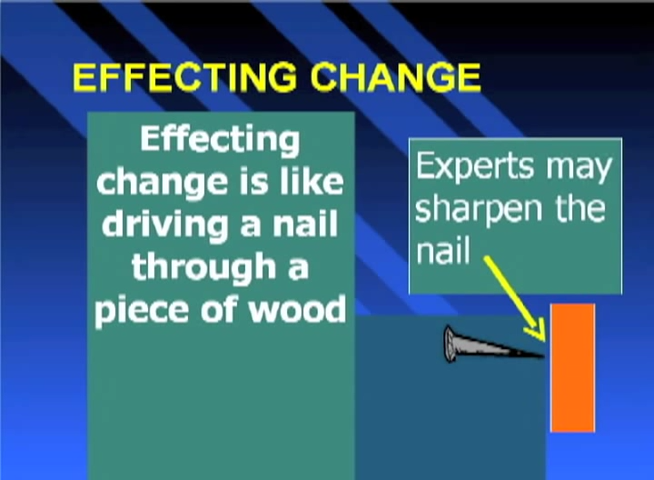 EFFECTING CHANGE
Effecting
change is like
driving a nail
through a
piece of wood
Experts may
sharpen the
nail